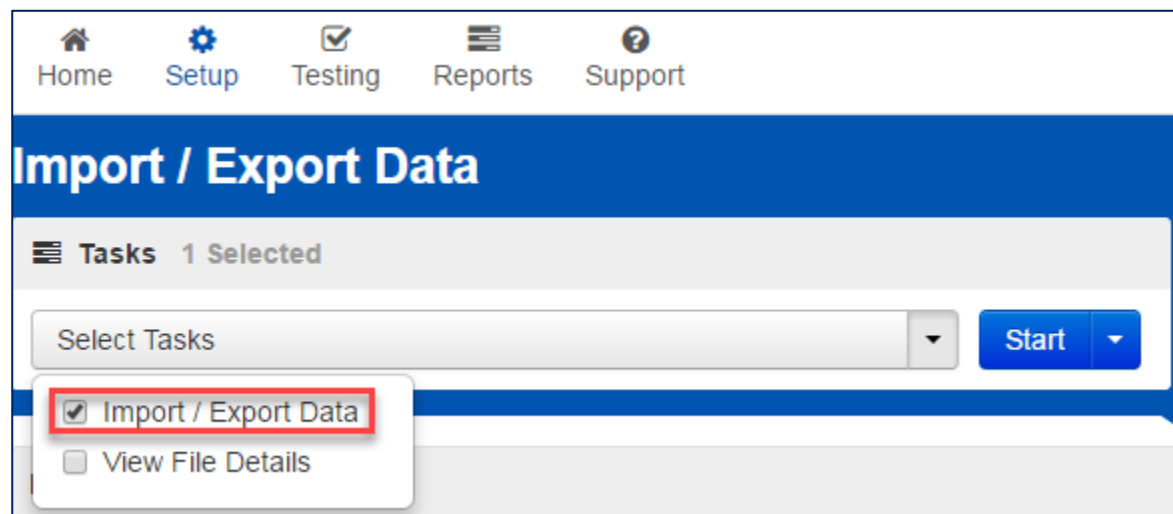 Home Setup Testing Reports Support
Import / Export Data
Tasks 1 Selected
Select Tasks Start
Import / Export Data
View File Details